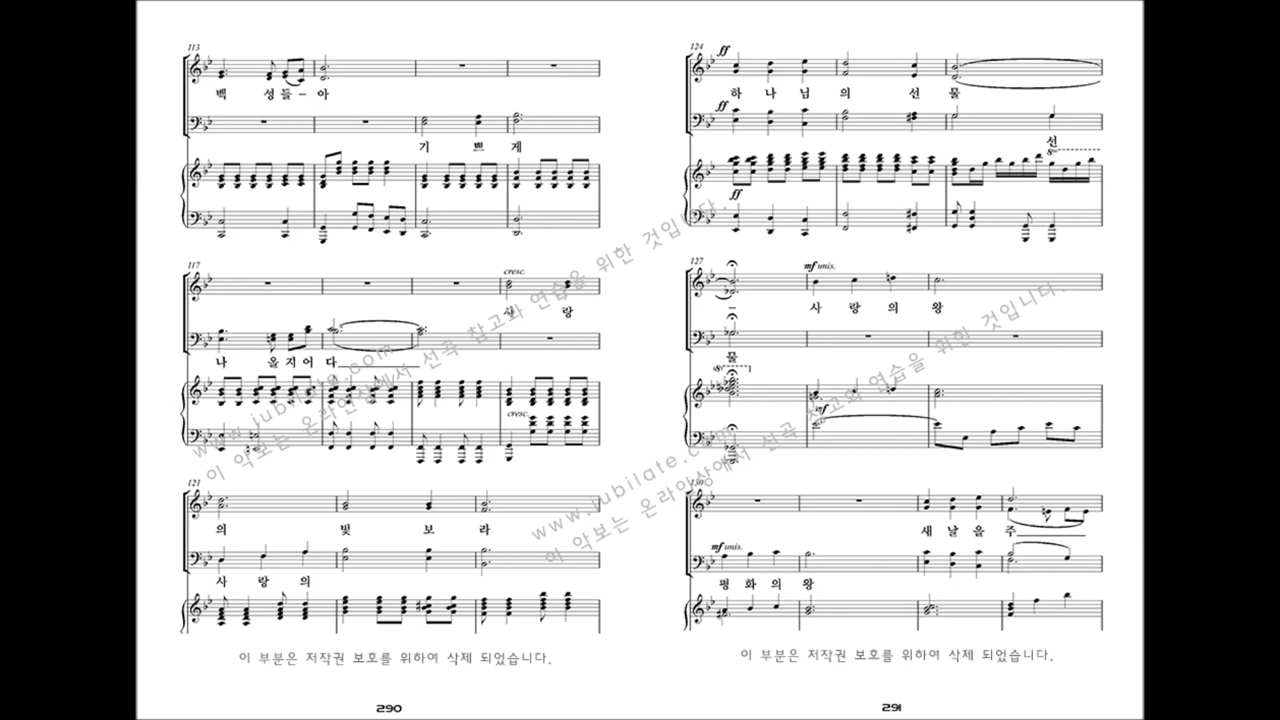 113
백 성들-아
기 쁘 게
117
cresc.
사 랑
나 올지어 다
cresc.
121
의 빛 보 라
사 랑 의
이 부분은 저작권 보호를 위하여 삭제 되었습니다.
290
www.jubilate.com
이 악보는 온라인상에서 선곡 참고와 연습을 위한 것입니다.
124
ff
하 나 님 의 선 물
ff
선
8va
ff
127
mf unis.
- 사 랑 의 왕
물
8va
mf
130
새 날 을 주
mf unis.
평 화 의 왕
이 부분은 저작권 보호를 위하여 삭제 되었습니다.
291
www.jubilate.com
이 악보는 온라인상에서 선곡 참고와 연습을 위한 것입니다.